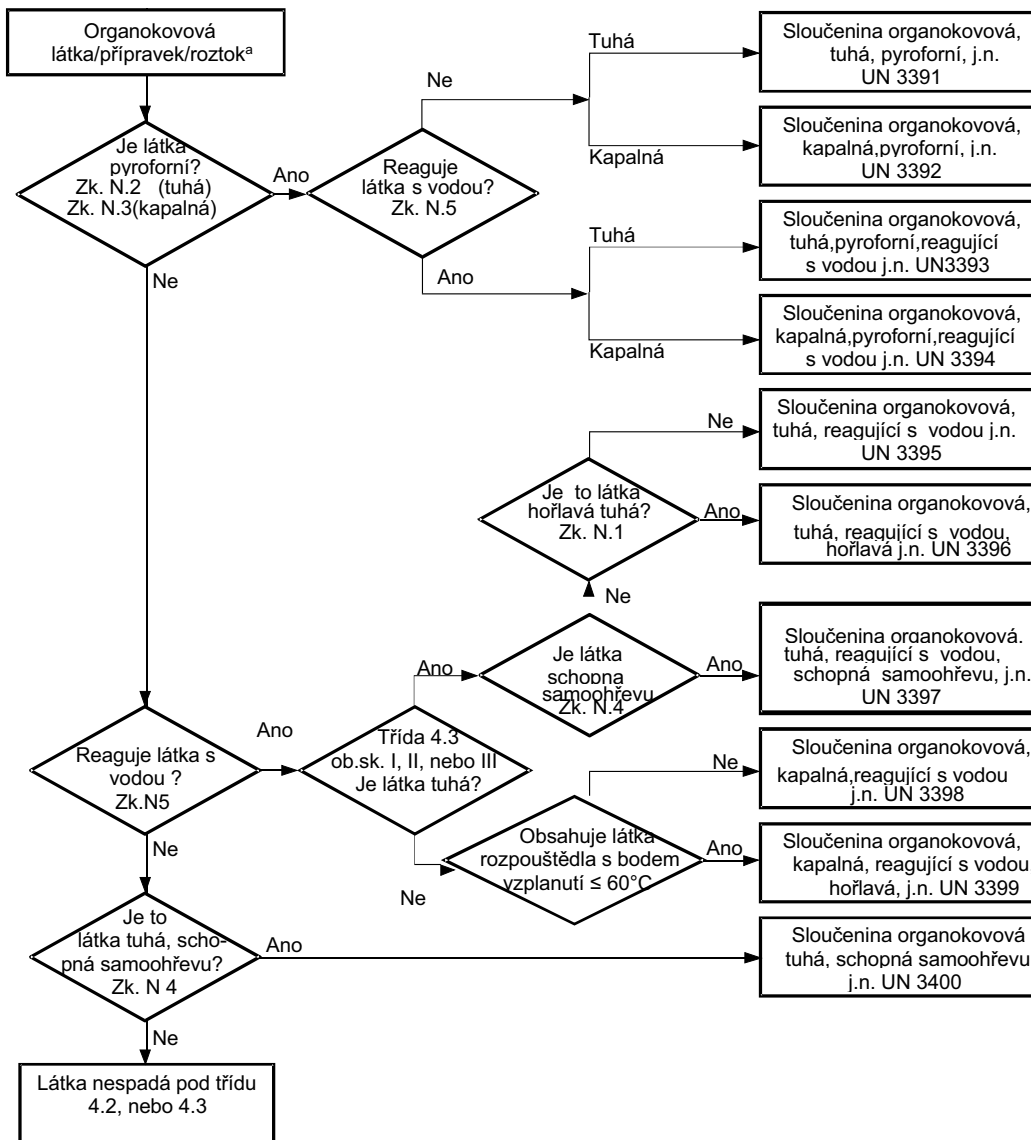 Organokovová
látka/přípravek/roztokᵃ
Je látka
pyroforní?
Zk. N.2 (tuhá)
Zk. N.3(kapalná)
Ano
Ne
Reaguje
látka s vodou?
Zk. N.5
Ne
Ano
Tuhá
Kapalná
Tuhá
Kapalná
Sloučenina organokovová,
tuhá, pyroforní, j.n.
UN 3391
Sloučenina organokovová,
kapalná,pyroforní, j.n.
UN 3392
Sloučenina organokovová,
tuhá,pyroforní,reagující
s vodou j.n. UN3393
Sloučenina organokovová,
kapalná,pyroforní,reagující
s vodou j.n. UN 3394
Ne
Sloučenina organokovová,
tuhá, reagující s vodou j.n.
UN 3395
Je to látka
hořlavá tuhá?
Zk. N.1
Ano
Sloučenina organokovová,
tuhá, reagující s vodou,
hořlavá j.n. UN 3396
Ne
Ano
Je látka
schopna
samoohřevu
Zk. N.4
Ano
Sloučenina organokovová.
tuhá, reagující s vodou,
schopná samoohřevu, j.n.
UN 3397
Reaguje látka s
vodou ?
Zk.N5
Ano
Třída 4.3
ob.sk. I, II, nebo III
Je látka tuhá?
Ne
Sloučenina organokovová,
kapalná,reagující s vodou
j.n. UN 3398
Ne
Ne
Obsahuje látka
rozpouštědla s bodem
vzplanutí ≤ 60°C
Ano
Sloučenina organokovová,
kapalná, reagující s vodou,
hořlavá, j.n. UN 3399
Je to
látka tuhá, scho-
pná samoohřevu?
Zk. N 4
Ano
Sloučenina organokovová
tuhá, schopná samoohřevu
j.n. UN 3400
Ne
Látka nespadá pod třídu
4.2, nebo 4.3